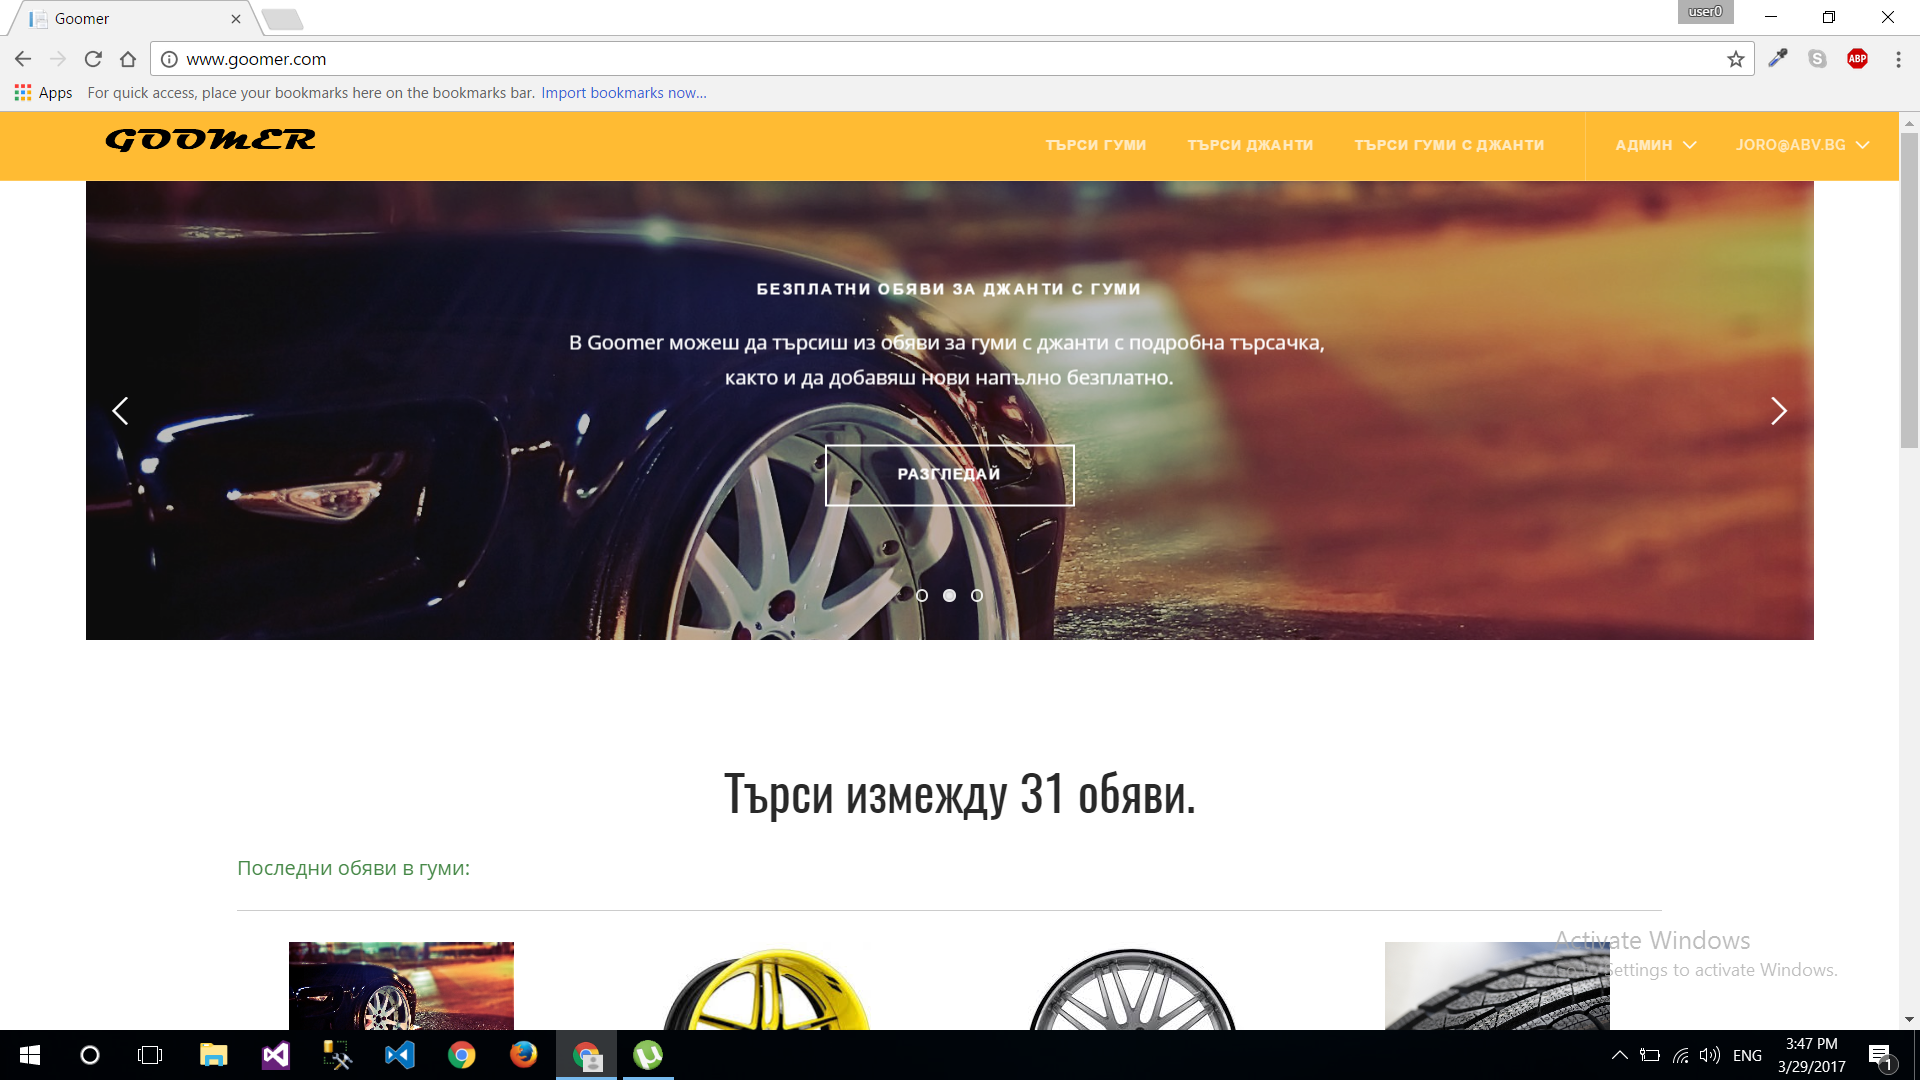 Goomer
user0
www.goomer.com
ABP
Apps For quick access, place your bookmarks here on the bookmarks bar. Import bookmarks now...
GOOMER
ТЪРСИ ГУМИ ТЪРСИ ДЖАНТИ ТЪРСИ ГУМИ С ДЖАНТИ АДМИН JORO@ABV.BG
БЕЗПЛАТНИ ОБЯВИ ЗА ДЖАНТИ С ГУМИ
В Goomer можеш да търсиш из обяви за гуми с джанти с подробна търсачка,
както и да добавяш нови напълно безплатно.
РАЗГЛЕДАЙ
Търси измежду 31 обяви.
Последни обяви в гуми:
Activate Windows
Go to Settings to activate Windows.
ENG
3:47 PM
3/29/2017
1